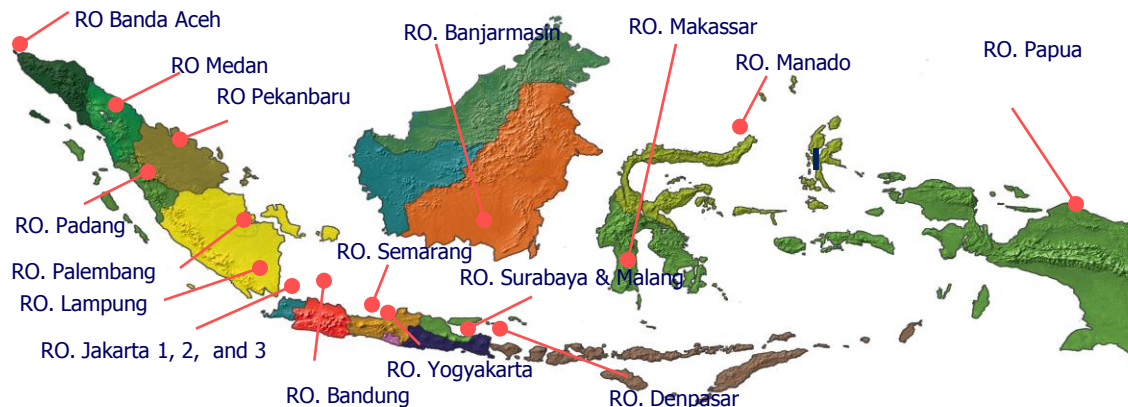 RO Banda Aceh
RO. Banjarmasin
RO. Makassar
RO. Papua
RO Medan
RO. Manado
RO Pekanbaru
RO. Padang
RO. Semarang
RO. Palembang
RO. Surabaya & Malang
RO. Lampung
RO. Jakarta 1, 2,  and 3
RO. Yogyakarta
RO. Bandung
RO. Denpasar